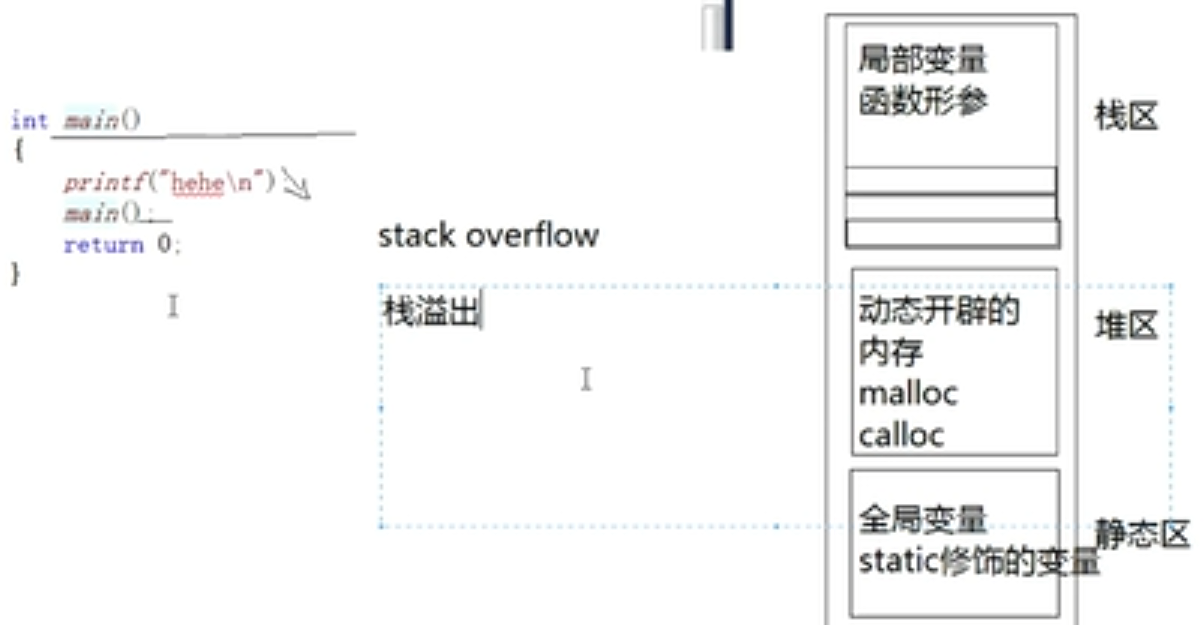 int main()
{
printf("hehe\n")
main();
return 0;
}
stack overflow
栈溢出
局部变量
函数形参
栈区
动态开辟的
内存
malloc
calloc
堆区
全局变量
static修饰的变量
静态区